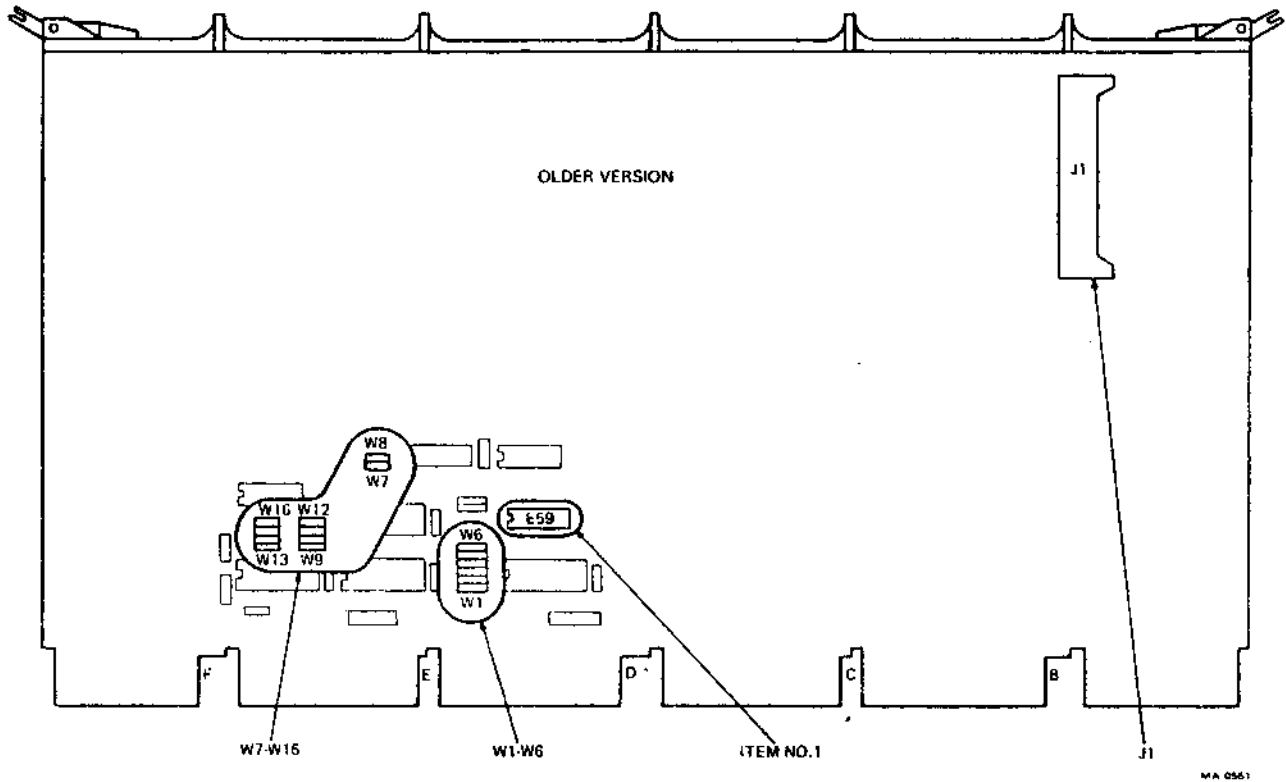 OLDER VERSION
J1
W8
W7
W16 W12
W13 W9
E59
W6
W1
F
E
D
C
B
W7-W16
W1-W6
ITEM NO.1
J1
MA 0561